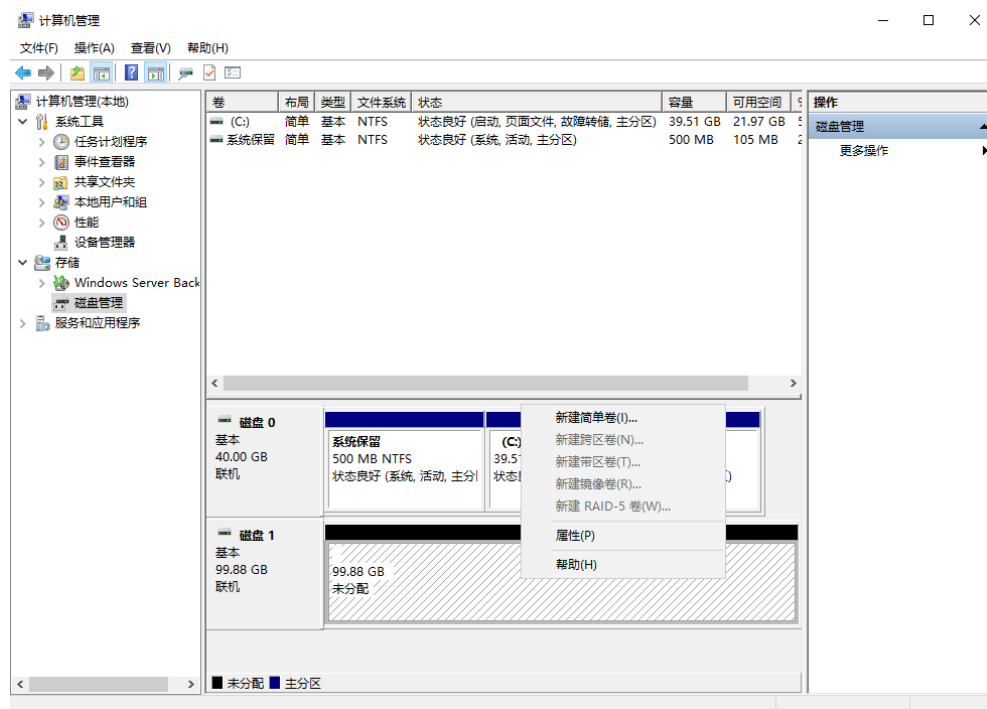 计算机管理
文件(F) 操作(A) 查看(V) 帮助(H)
计算机管理(本地)
系统工具
任务计划程序
事件查看器
共享文件夹
本地用户和组
性能
设备管理器
存储
Windows Server Back
磁盘管理
服务和应用程序
卷 布局 类型 文件系统 状态 容量 可用空间
(C:) 简单 基本 NTFS 状态良好 (启动, 页面文件, 故障转储, 主分区) 39.51 GB 21.97 GB
系统保留 简单 基本 NTFS 状态良好 (系统, 活动, 主分区) 500 MB 105 MB
操作
磁盘管理
更多操作
磁盘 0
基本
40.00 GB
联机
系统保留
500 MB NTFS
状态良好 (系统, 活动, 主分
(C:)
39.5
状态
新建简单卷(I)...
新建跨区卷(N)...
新建带区卷(T)...
新建镜像卷(R)...
新建 RAID-5 卷(W)...
属性(P)
帮助(H)
磁盘 1
基本
99.88 GB
联机
99.88 GB
未分配
未分配 主分区